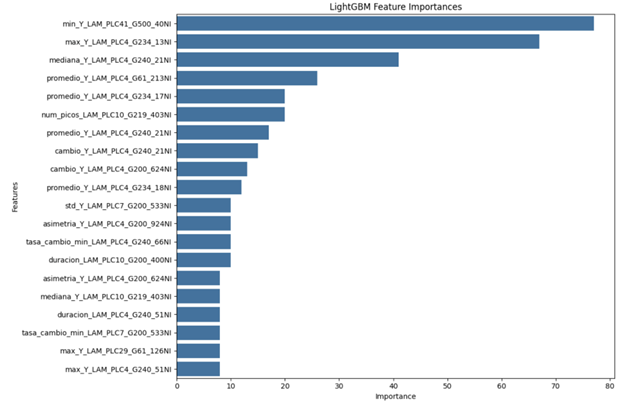 LightGBM Feature Importances
min_Y_LAM_PLC41_G500_40NI
max_Y_LAM_PLC4_G234_13NI
mediana_Y_LAM_PLC4_G240_21NI
promedio_Y_LAM_PLC4_G61_213NI
promedio_Y_LAM_PLC4_G234_17NI
num_picos_LAM_PLC10_G219_403NI
promedio_Y_LAM_PLC4_G240_21NI
cambio_Y_LAM_PLC4_G240_21NI
cambio_Y_LAM_PLC4_G200_624NI
promedio_Y_LAM_PLC4_G234_18NI
std_Y_LAM_PLC7_G200_533NI
asimetria_Y_LAM_PLC4_G200_924NI
tasa_cambio_min_LAM_PLC4_G240_66NI
duracion_LAM_PLC10_G200_400NI
asimetria_Y_LAM_PLC4_G200_624NI
mediana_Y_LAM_PLC10_G219_403NI
duracion_LAM_PLC4_G240_51NI
tasa_cambio_min_LAM_PLC7_G200_533NI
max_Y_LAM_PLC29_G61_126NI
max_Y_LAM_PLC4_G240_51NI
Features
0 10 20 30 40 50 60 70 80
Importance